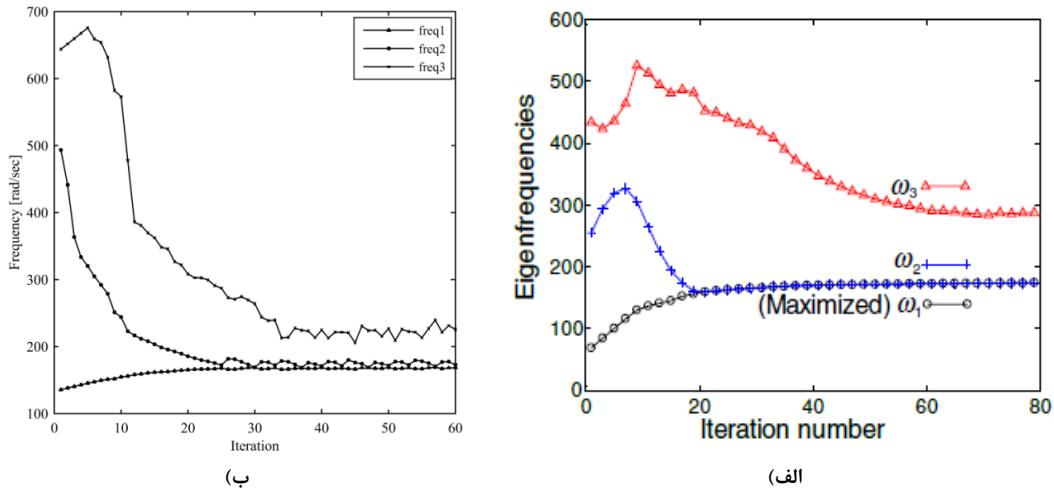 700
600
500
400
300
200
100
Frequency [rad/sec]
freq1
freq2
freq3
0 10 20 30 40 50 60
Iteration
ب)
600
500
400
300
200
100
0
Eigenfrequencies
ω3
ω2
(Maximized) ω1
0 20 40 60 80
Iteration number
الف)